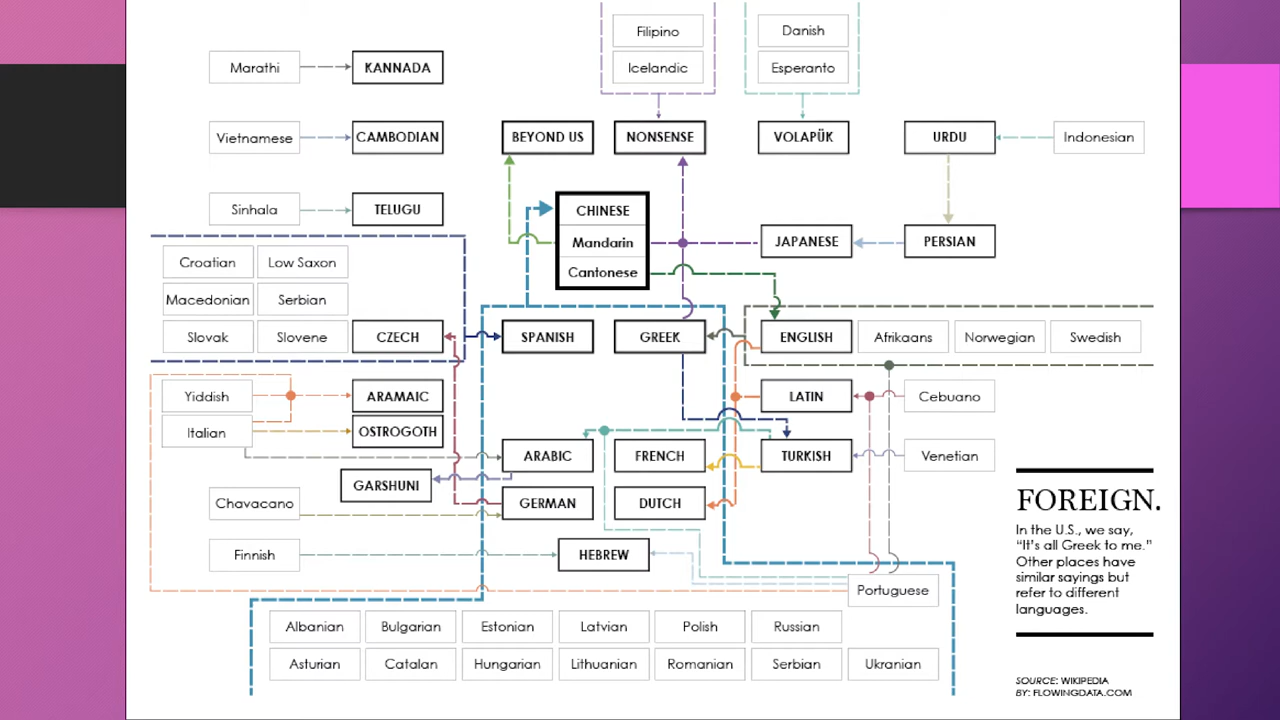 Filipino
Danish
Marathi
KANNADA
Icelandic
Esperanto
Vietnamese
CAMBODIAN
BEYOND US
NONSENSE
VOLAPÜK
URDU
Indonesian
Sinhala
TELUGU
CHINESE
Mandarin
Cantonese
JAPANESE
PERSIAN
Croatian
Low Saxon
Macedonian
Serbian
Slovak
Slovene
CZECH
SPANISH
GREEK
ENGLISH
Afrikaans
Norwegian
Swedish
Yiddish
ARAMAIC
LATIN
Cebuano
Italian
OSTROGOTH
ARABIC
FRENCH
TURKISH
Venetian
GARSHUNI
Chavacano
GERMAN
DUTCH
Finnish
HEBREW
Portuguese
Albanian
Bulgarian
Estonian
Latvian
Polish
Russian
Asturian
Catalan
Hungarian
Lithuanian
Romanian
Serbian
Ukranian
FOREIGN.
In the U.S., we say,
“It’s all Greek to me.”
Other places have
similar sayings but
refer to different
languages.
SOURCE: WIKIPEDIA
BY: FLOWINGDATA.COM